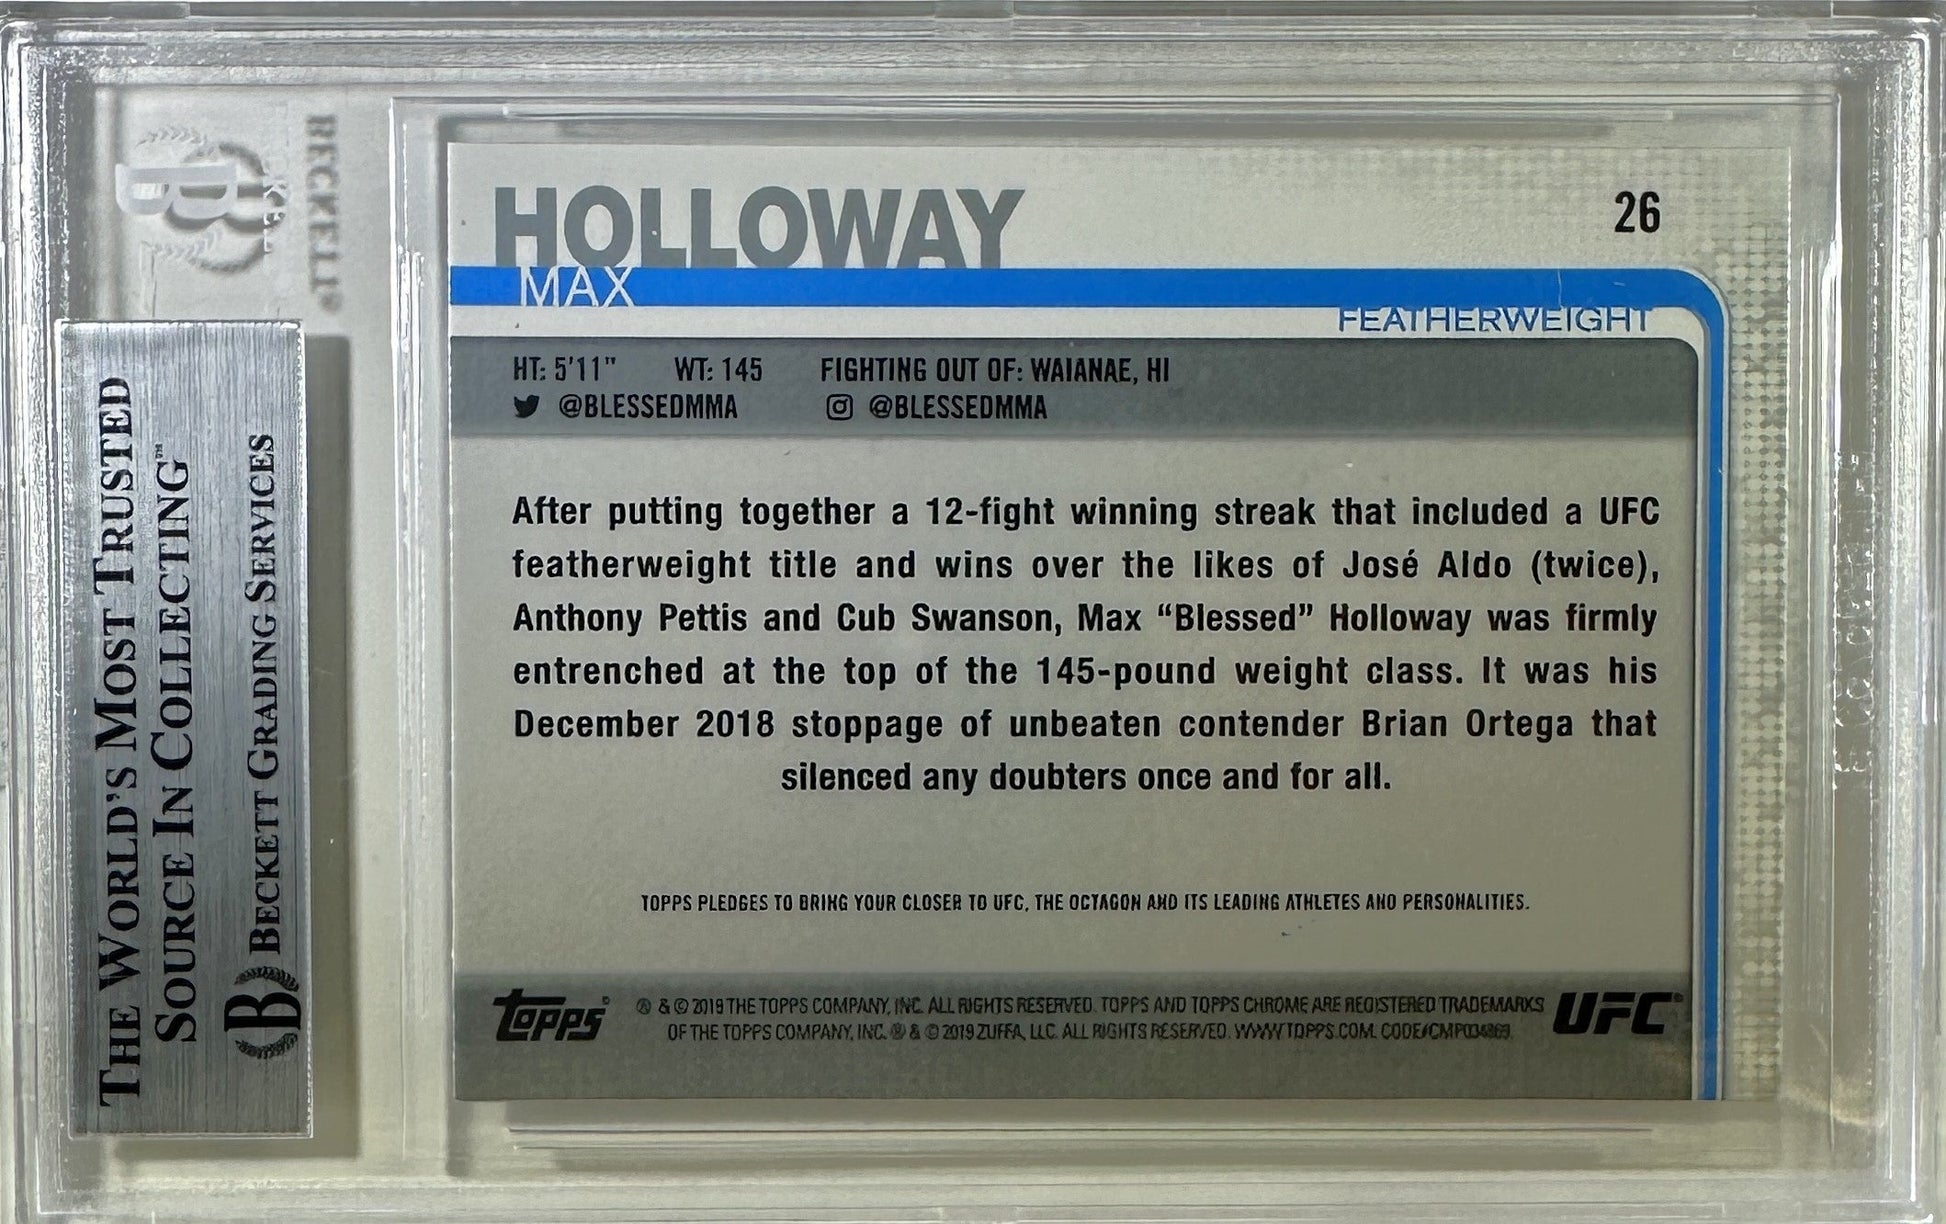 BECKETT
B
THE WORLD'S MOST TRUSTED
SOURCE IN COLLECTING™
B BECKETT GRADING SERVICES
HOLLOWAY
26
MAX
FEATHERWEIGHT
HT: 5'11" WT: 145 FIGHTING OUT OF: WAIANAE, HI
@BLESSEDMMA @BLESSEDMMA
After putting together a 12-fight winning streak that included a UFC
featherweight title and wins over the likes of José Aldo (twice),
Anthony Pettis and Cub Swanson, Max “Blessed” Holloway was firmly
entrenched at the top of the 145-pound weight class. It was his
December 2018 stoppage of unbeaten contender Brian Ortega that
silenced any doubters once and for all.
TOPPS PLEDGES TO BRING YOUR CLOSER TO UFC, THE OCTAGON AND ITS LEADING ATHLETES AND PERSONALITIES.
Topps® ® & © 2019 THE TOPPS COMPANY, INC. ALL RIGHTS RESERVED. TOPPS AND TOPPS CHROME ARE REGISTERED TRADEMARKS
OF THE TOPPS COMPANY, INC. ® & © 2019 ZUFFA, LLC. ALL RIGHTS RESERVED. WWW.TOPPS.COM. CODE#CMP034869.
UFC®